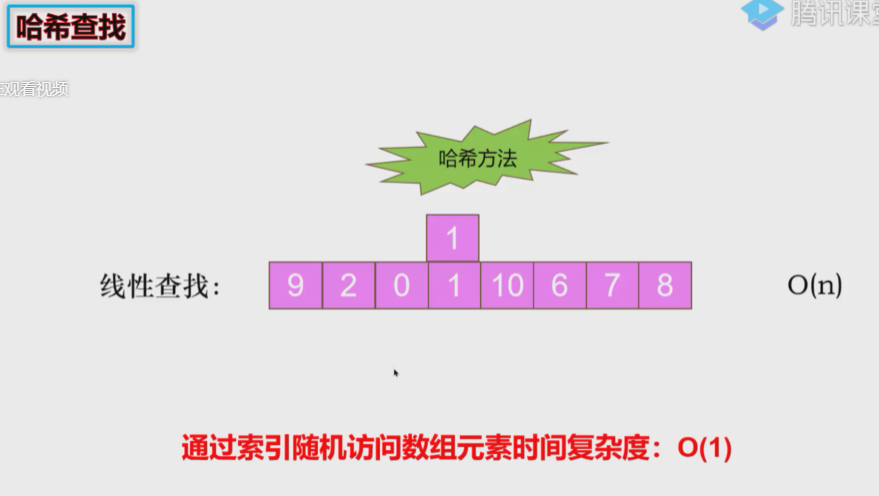 哈希查找
腾讯课堂
在观看视频
哈希方法
1
线性查找： 9 2 0 1 10 6 7 8 O(n)
通过索引随机访问数组元素时间复杂度：O(1)